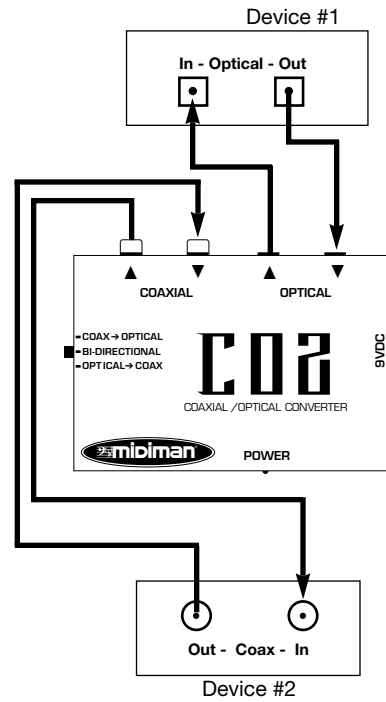 Device #1
In - Optical - Out
COAXIAL OPTICAL
COAX→OPTICAL
BI-DIRECTIONAL
OPTICAL→COAX
CO2
9VDC
COAXIAL /OPTICAL CONVERTER
midiman
POWER
Out - Coax - In
Device #2